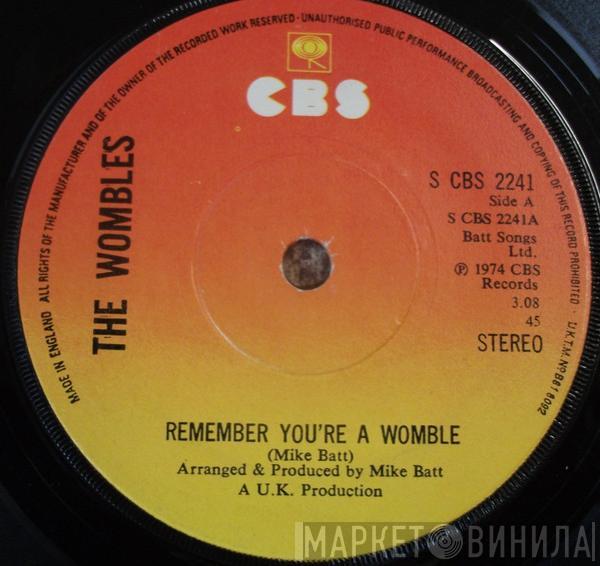 MADE IN ENGLAND ALL RIGHTS OF THE MANUFACTURER AND OF THE OWNER OF THE RECORDED WORK RESERVED · UNAUTHORISED PUBLIC PERFORMANCE BROADCASTING AND COPYING OF THIS RECORD PROHIBITED · U.K.T.M. Nº B816092
CBS
THE WOMBLES
S CBS 2241
Side A
S CBS 2241A
Batt Songs
Ltd.
℗ 1974 CBS
Records
3.08
45
STEREO
REMEMBER YOU'RE A WOMBLE
(Mike Batt)
Arranged & Produced by Mike Batt
A U.K. Production
МАРКЕТ ВИНИЛА